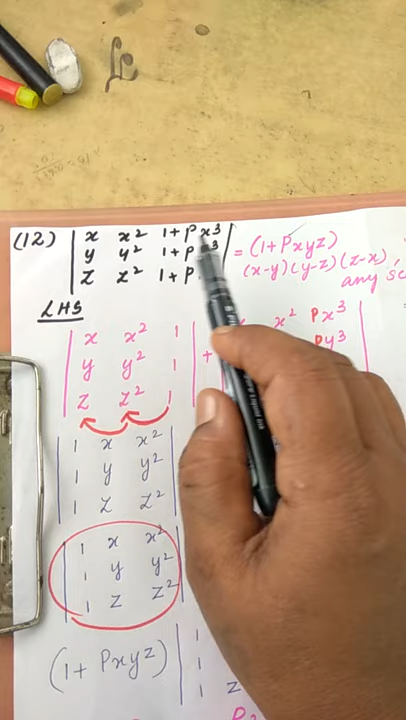 (12) | x x² 1+Px³ |
| y y² 1+P 3 | = (1+Pxyz)
| z z² 1+P | (x-y)(y-z)(z-x),
any sc
LHS
| x x² 1 | x² Px³ |
| y y² 1 | + Py³ |
| z z² 1 |
| 1 x x² |
| 1 y y² |
| 1 z z² |
| 1 x x² |
| 1 y y² |
| 1 z z² |
(1+ Pxyz) | 1
| 1
| 1 z